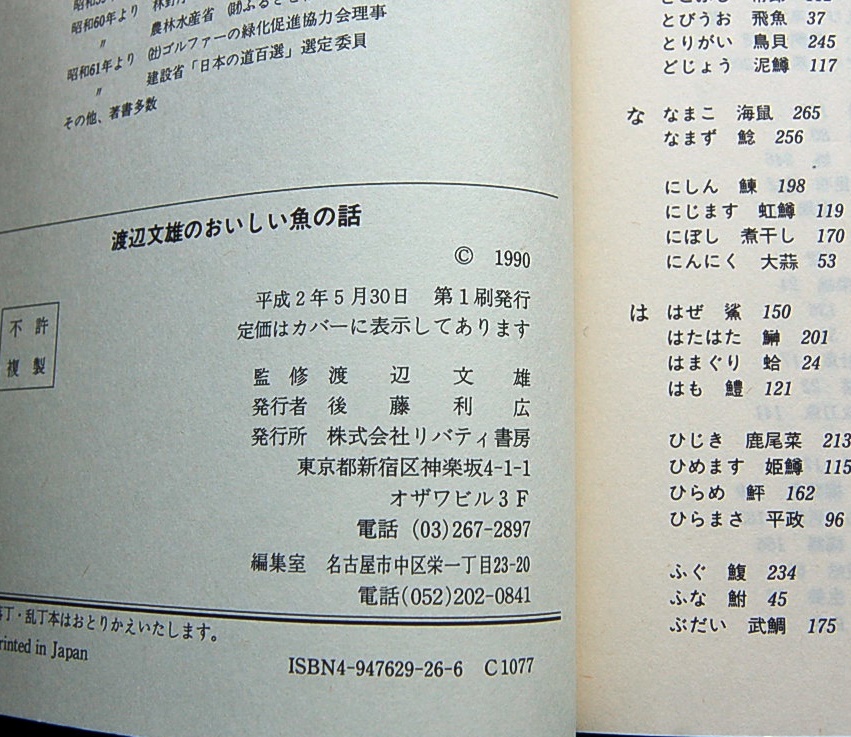 昭和60年より
〃 農林水産省
昭和61年より ㈳ゴルファーの緑化促進協力会理事
〃 建設省「日本の道百選」選定委員
その他、著書多数
渡辺文雄のおいしい魚の話
© 1990
平成2年5月30日 第1刷発行
定価はカバーに表示してあります
不許
複製
監修 渡辺文雄
発行者 後藤利広
発行所 株式会社リバティ書房
東京都新宿区神楽坂4-1-1
オザワビル3F
電話 (03)267-2897
編集室 名古屋市中区栄一丁目23-20
電話(052)202-0841
丁・乱丁本はおとりかえいたします。
rinted in Japan
ISBN4-947629-26-6 C1077
とびうお 飛魚 37
とりがい 鳥貝 245
どじょう 泥鱒 117
な なまこ 海鼠 265
なまず 鯰 256
にしん 鰊 198
にじます 虹鱒 119
にぼし 煮干し 170
にんにく 大蒜 53
は はぜ 鯊 150
はたはた 鰰 201
はまぐり 蛤 24
はも 鱧 121
ひじき 鹿尾菜 213
ひめます 姫鱒 115
ひらめ 鮃 162
ひらまさ 平政 96
ふぐ 鰒 234
ふな 鮒 45
ぶだい 武鯛 175